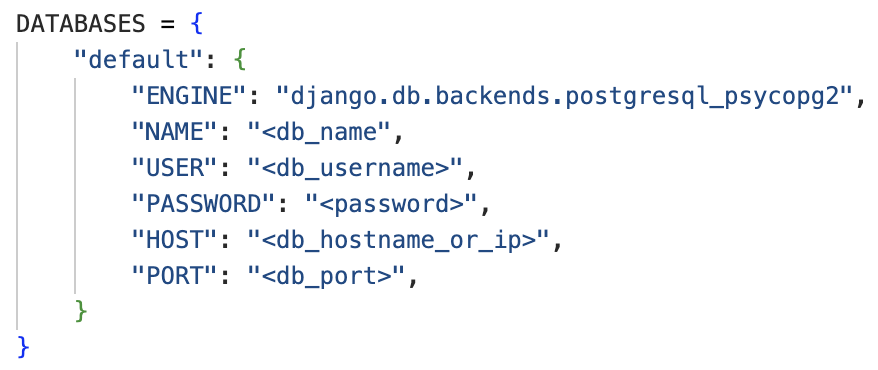 DATABASES = {
    "default": {
        "ENGINE": "django.db.backends.postgresql_psycopg2",
        "NAME": "<db_name",
        "USER": "<db_username>",
        "PASSWORD": "<password>",
        "HOST": "<db_hostname_or_ip>",
        "PORT": "<db_port>",
    }
}